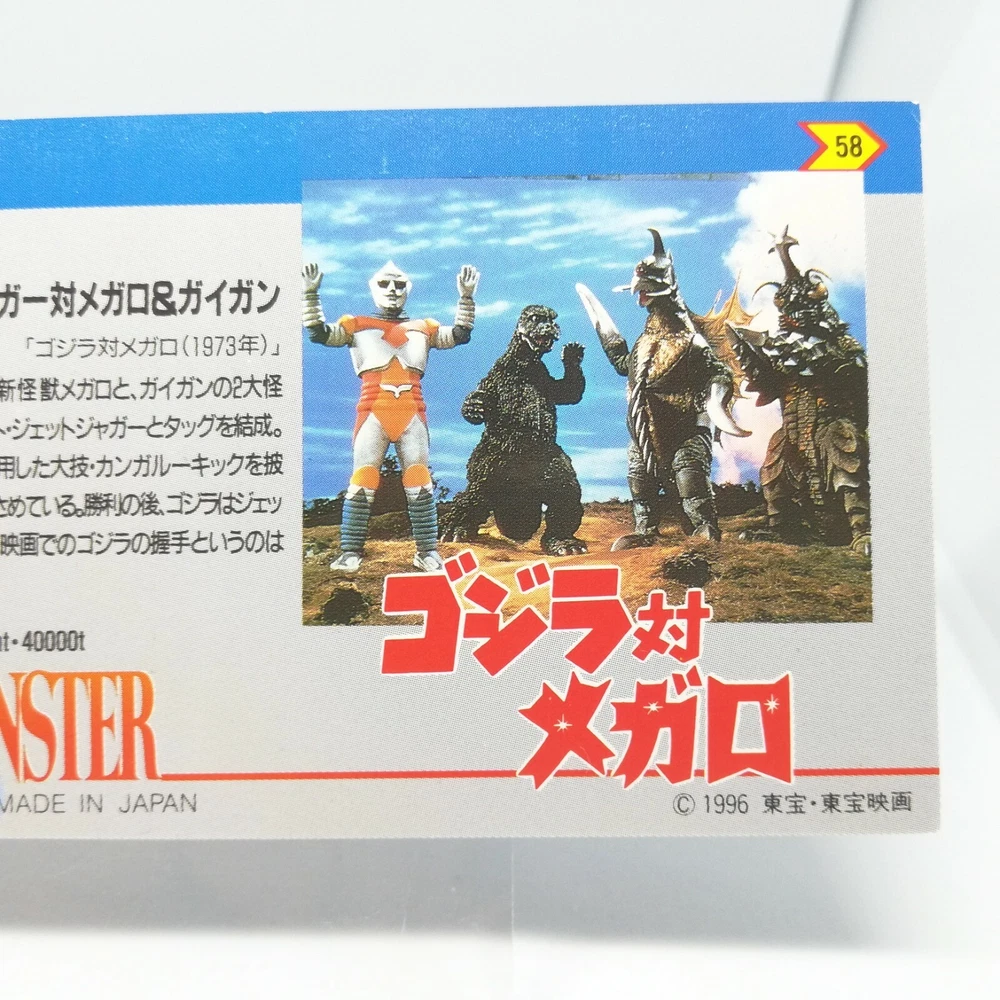 58
ガー対メガロ&ガイガン
「ゴジラ対メガロ(1973年)」
新怪獣メガロと、ガイガンの2大怪
ト・ジェットジャガーとタッグを結成。
用した大技・カンガルーキックを披
さめている。勝利の後、ゴジラはジェッ
映画でのゴジラの握手というのは
nt・40000t
NSTER
MADE IN JAPAN
ゴジラ対
メガロ
© 1996 東宝・東宝映画